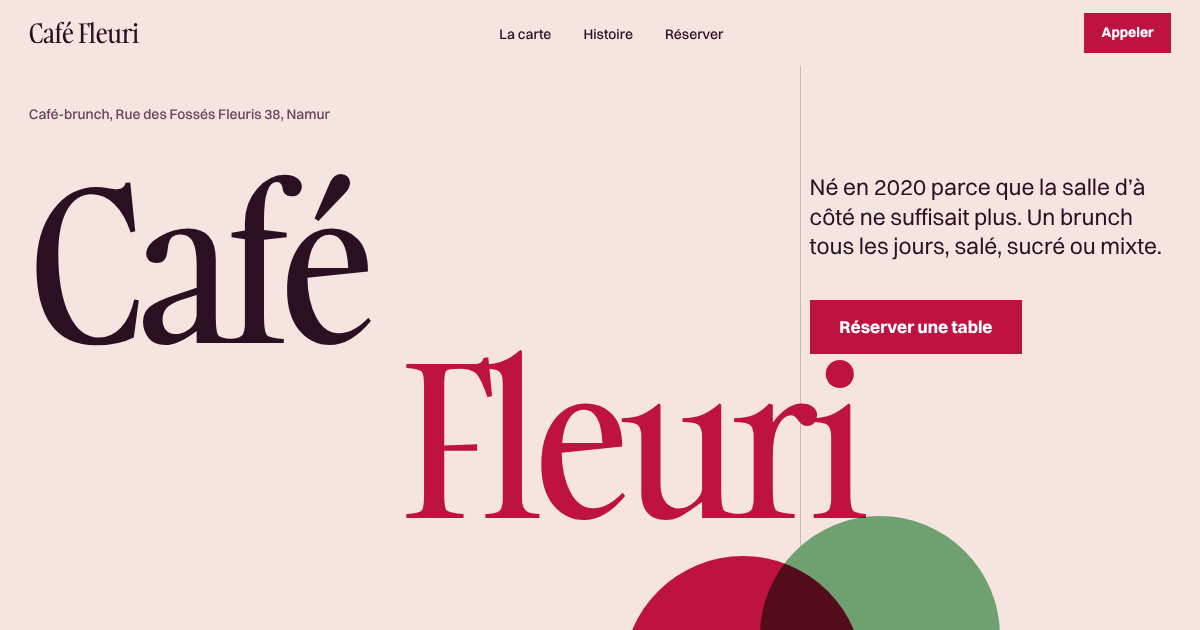 Café Fleuri
La carte
Histoire
Réserver
Appeler
Café-brunch, Rue des Fossés Fleuris 38, Namur
Café
Fleuri
Né en 2020 parce que la salle d’à
côté ne suffisait plus. Un brunch
tous les jours, salé, sucré ou mixte.
Réserver une table